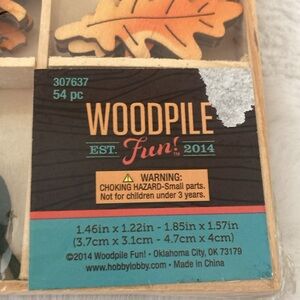 307637
54 pc
WOODPILE
EST. Fun!™ 2014
⚠ WARNING:
CHOKING HAZARD-Small parts.
Not for children under 3 years.
1.46in x 1.22in - 1.85in x 1.57in
(3.7cm x 3.1cm - 4.7cm x 4cm)
©2014 Woodpile Fun! • Oklahoma City, OK 73179
www.hobbylobby.com • Made in China